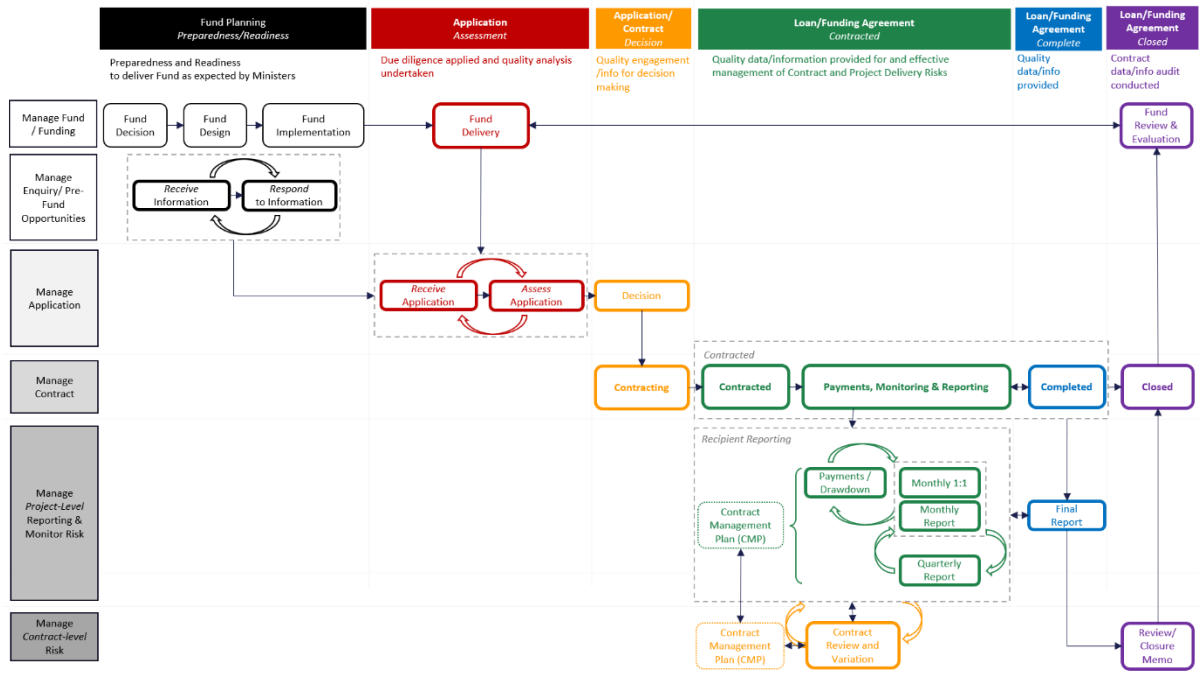 Fund Planning
Preparedness/Readiness
Application
Assessment
Application/
Contract
Decision
Loan/Funding Agreement
Contracted
Loan/Funding
Agreement
Complete
Loan/Funding
Agreement
Closed
Preparedness and Readiness
to deliver Fund as expected by Ministers
Due diligence applied and quality analysis
undertaken
Quality engagement
/info for decision
making
Quality data/information provided for and effective
management of Contract and Project Delivery Risks
Quality
data/info
provided
Contract
data/info audit
conducted
Manage Fund
/ Funding
Fund
Decision
Fund
Design
Fund
Implementation
Fund
Delivery
Fund
Review &
Evaluation
Manage
Enquiry/ Pre-
Fund
Opportunities
Receive
Information
Respond
to Information
Manage
Application
Receive
Application
Assess
Application
Decision
Manage
Contract
Contracting
Contracted
Contracted
Payments, Monitoring & Reporting
Completed
Closed
Manage
Project-Level
Reporting &
Monitor Risk
Recipient Reporting
Contract
Management
Plan (CMP)
Payments /
Drawdown
Monthly 1:1
Monthly
Report
Quarterly
Report
Final
Report
Manage
Contract-level
Risk
Contract
Management
Plan (CMP)
Contract
Review and
Variation
Review/
Closure
Memo